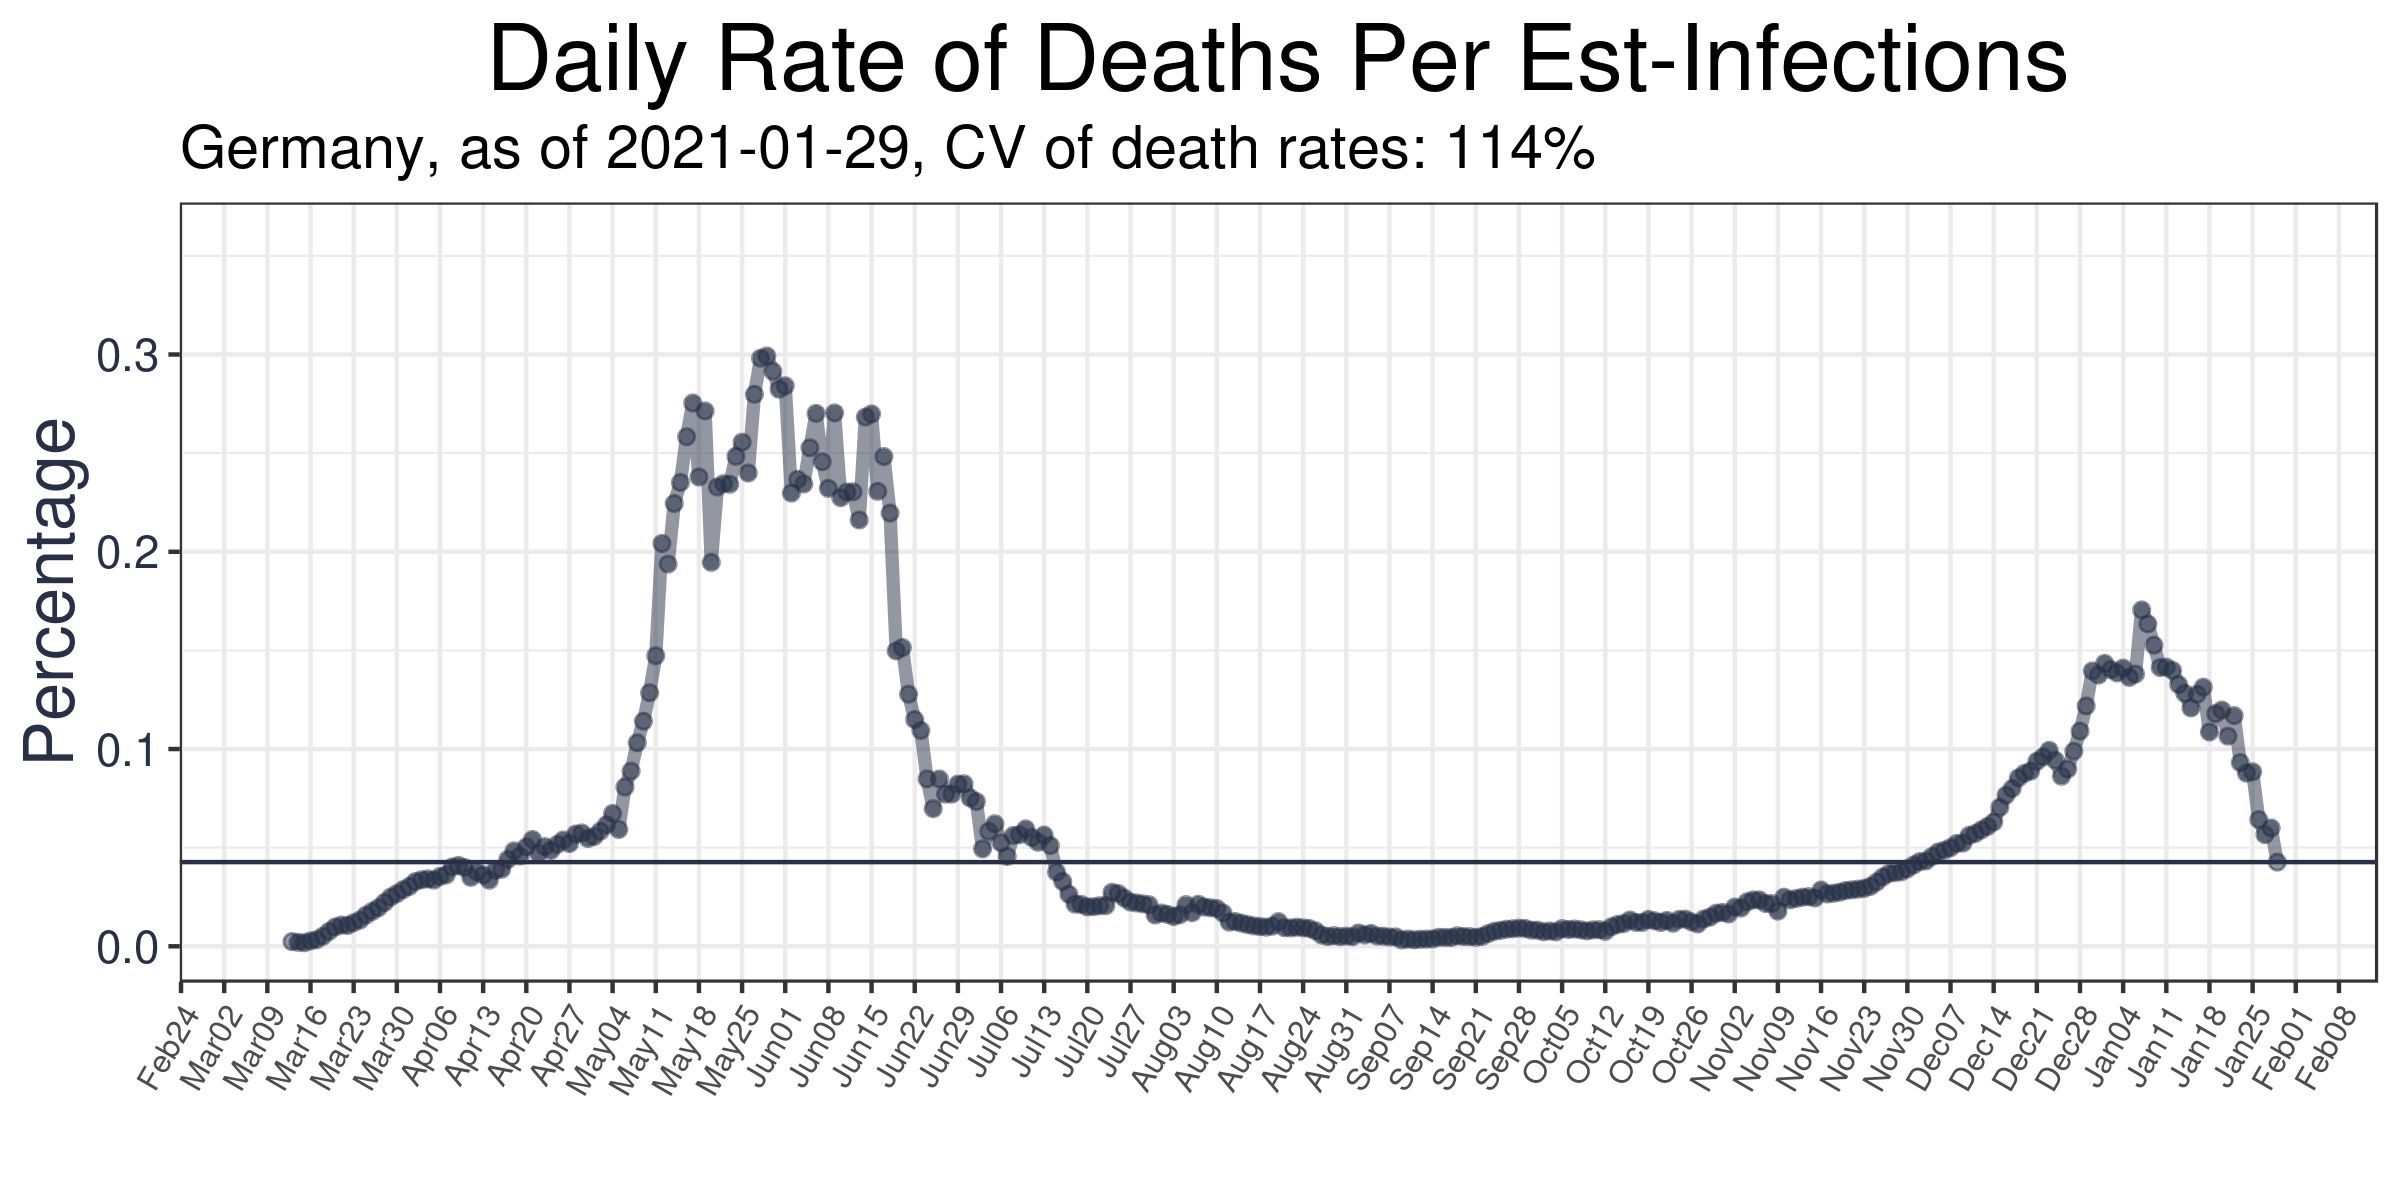 Daily Rate of Deaths Per Est-Infections
Germany, as of 2021-01-29, CV of death rates: 114%
Percentage
0.3
0.2
0.1
0.0
Feb24
Mar02
Mar09
Mar16
Mar23
Mar30
Apr06
Apr13
Apr20
Apr27
May04
May11
May18
May25
Jun01
Jun08
Jun15
Jun22
Jun29
Jul06
Jul13
Jul20
Jul27
Aug03
Aug10
Aug17
Aug24
Aug31
Sep07
Sep14
Sep21
Sep28
Oct05
Oct12
Oct19
Oct26
Nov02
Nov09
Nov16
Nov23
Nov30
Dec07
Dec14
Dec21
Dec28
Jan04
Jan11
Jan18
Jan25
Feb01
Feb08